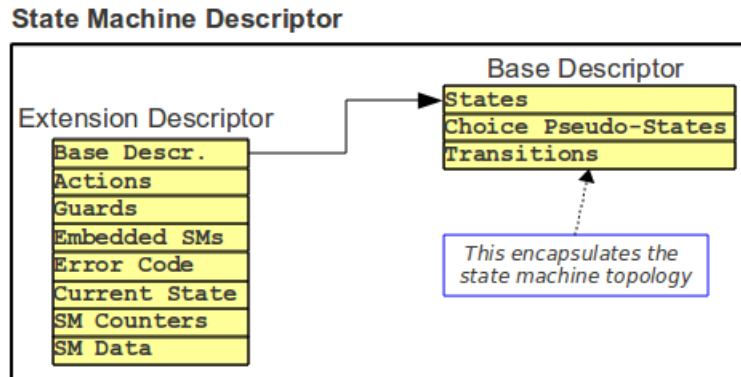 State Machine Descriptor
Base Descriptor
States
Choice Pseudo-States
Transitions
Extension Descriptor
Base Descr.
Actions
Guards
Embedded SMs
Error Code
Current State
SM Counters
SM Data
This encapsulates the
state machine topology